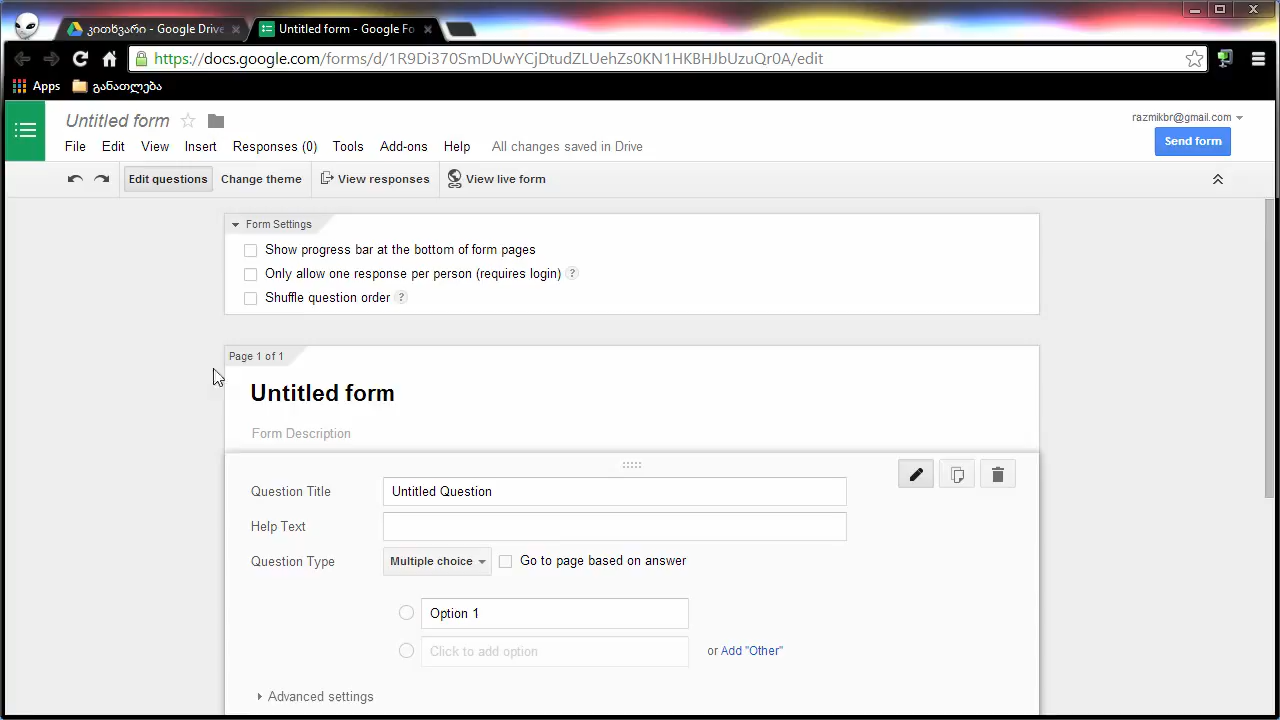 კითხვარი - Google Drive
Untitled form - Google Fo
https://docs.google.com/forms/d/1R9Di370SmDUwYCjDtudZLUehZs0KN1HKBHJbUzuQr0A/edit
Apps განათლება
Untitled form
razmikbr@gmail.com
File Edit View Insert Responses (0) Tools Add-ons Help All changes saved in Drive
Send form
Edit questions Change theme View responses View live form
Form Settings
Show progress bar at the bottom of form pages
Only allow one response per person (requires login) ?
Shuffle question order ?
Page 1 of 1
Untitled form
Form Description
Question Title Untitled Question
Help Text
Question Type Multiple choice Go to page based on answer
Option 1
Click to add option or Add "Other"
Advanced settings